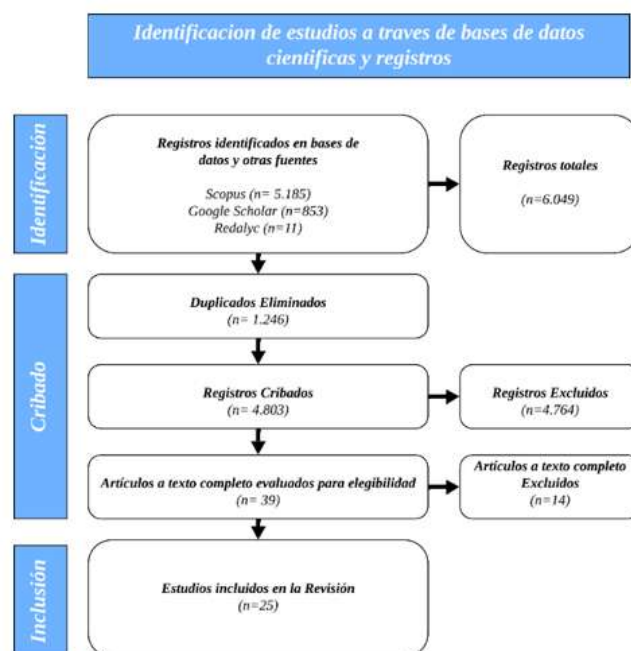 Identificacion de estudios a traves de bases de datos
cientificas y registros
Identificación
Registros identificados en bases de
datos y otras fuentes
Scopus (n= 5.185)
Google Scholar (n=853)
Redalyc (n=11)
Registros totales
(n=6.049)
Cribado
Duplicados Eliminados
(n= 1.246)
Registros Cribados
(n= 4.803)
Registros Excluidos
(n=4.764)
Artículos a texto completo evaluados para elegibilidad
(n= 39)
Artículos a texto completo
Excluidos
(n=14)
Inclusión
Estudios incluidos en la Revisión
(n=25)